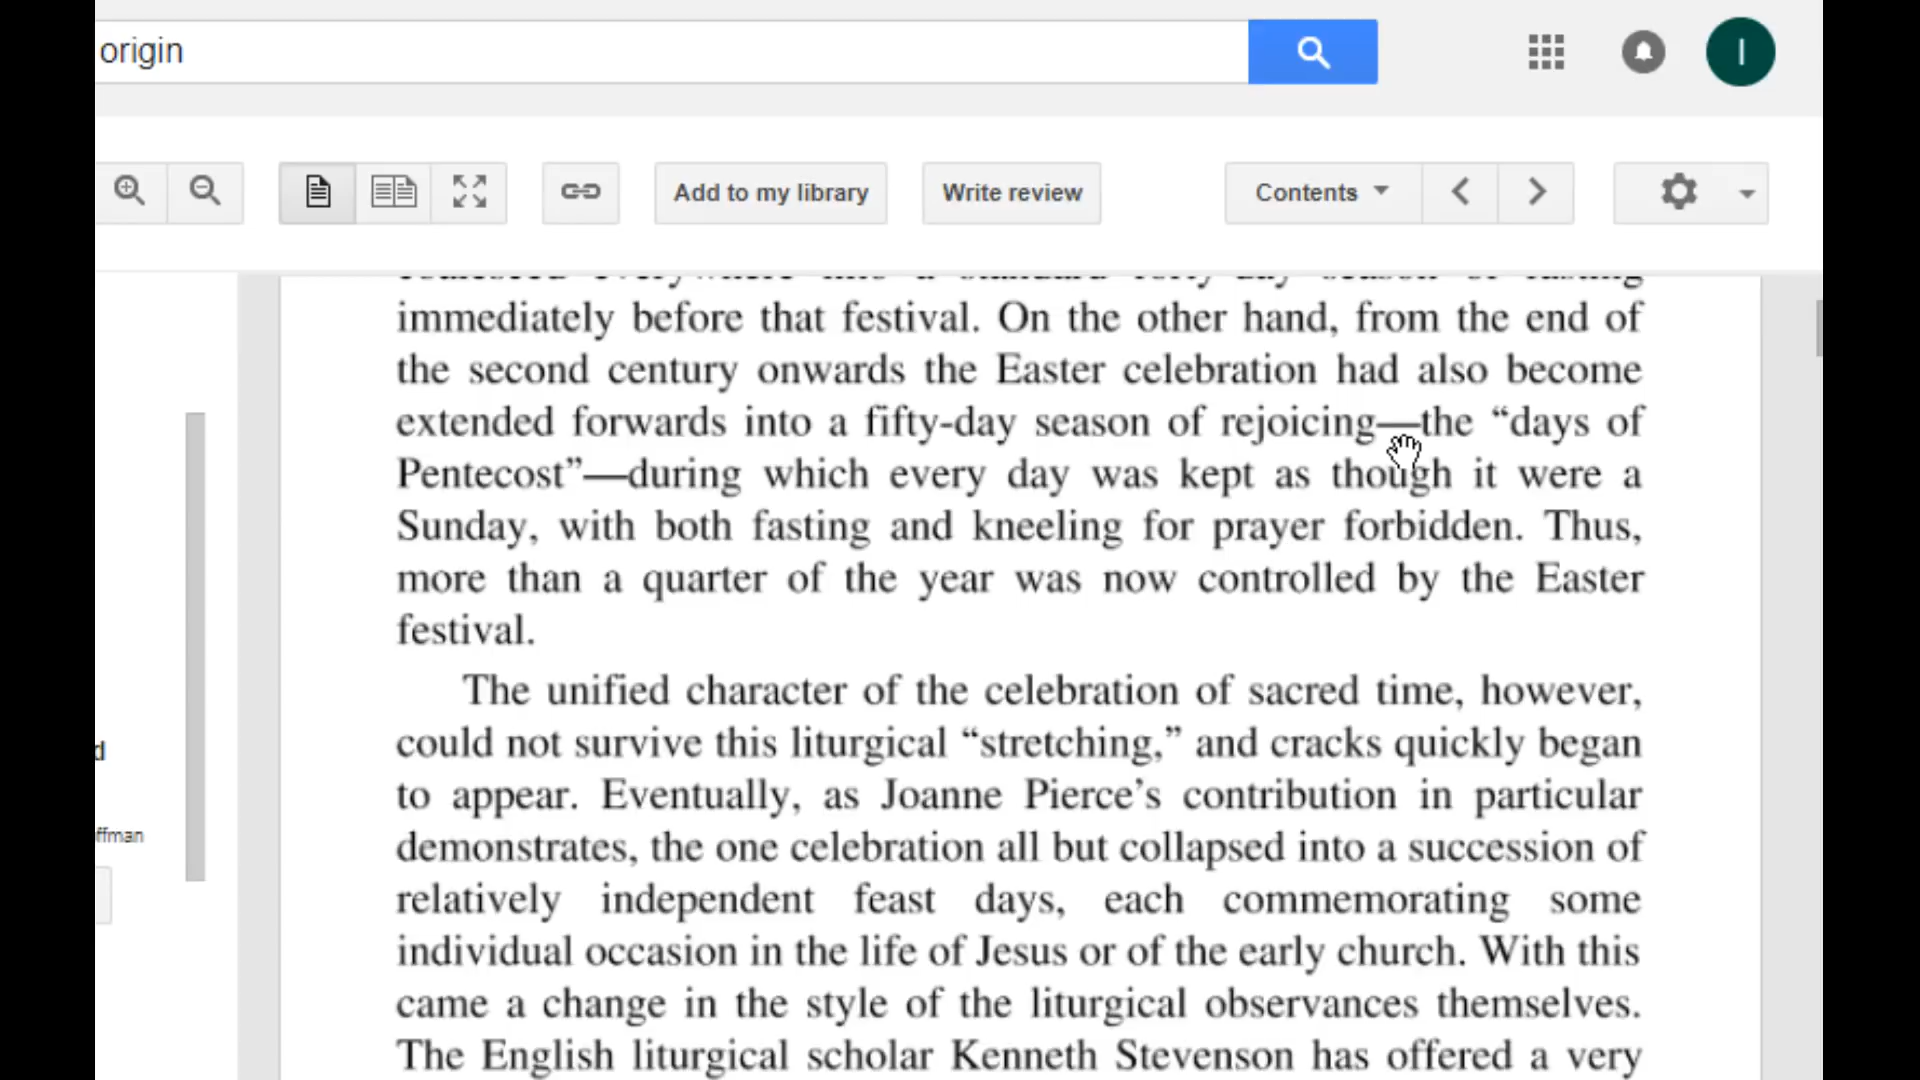 origin
I
Add to my library
Write review
Contents
immediately before that festival. On the other hand, from the end of
the second century onwards the Easter celebration had also become
extended forwards into a fifty-day season of rejoicing—the “days of
Pentecost”—during which every day was kept as though it were a
Sunday, with both fasting and kneeling for prayer forbidden. Thus,
more than a quarter of the year was now controlled by the Easter
festival.
The unified character of the celebration of sacred time, however,
could not survive this liturgical “stretching,” and cracks quickly began
to appear. Eventually, as Joanne Pierce’s contribution in particular
demonstrates, the one celebration all but collapsed into a succession of
relatively independent feast days, each commemorating some
individual occasion in the life of Jesus or of the early church. With this
came a change in the style of the liturgical observances themselves.
The English liturgical scholar Kenneth Stevenson has offered a very
d
ffman